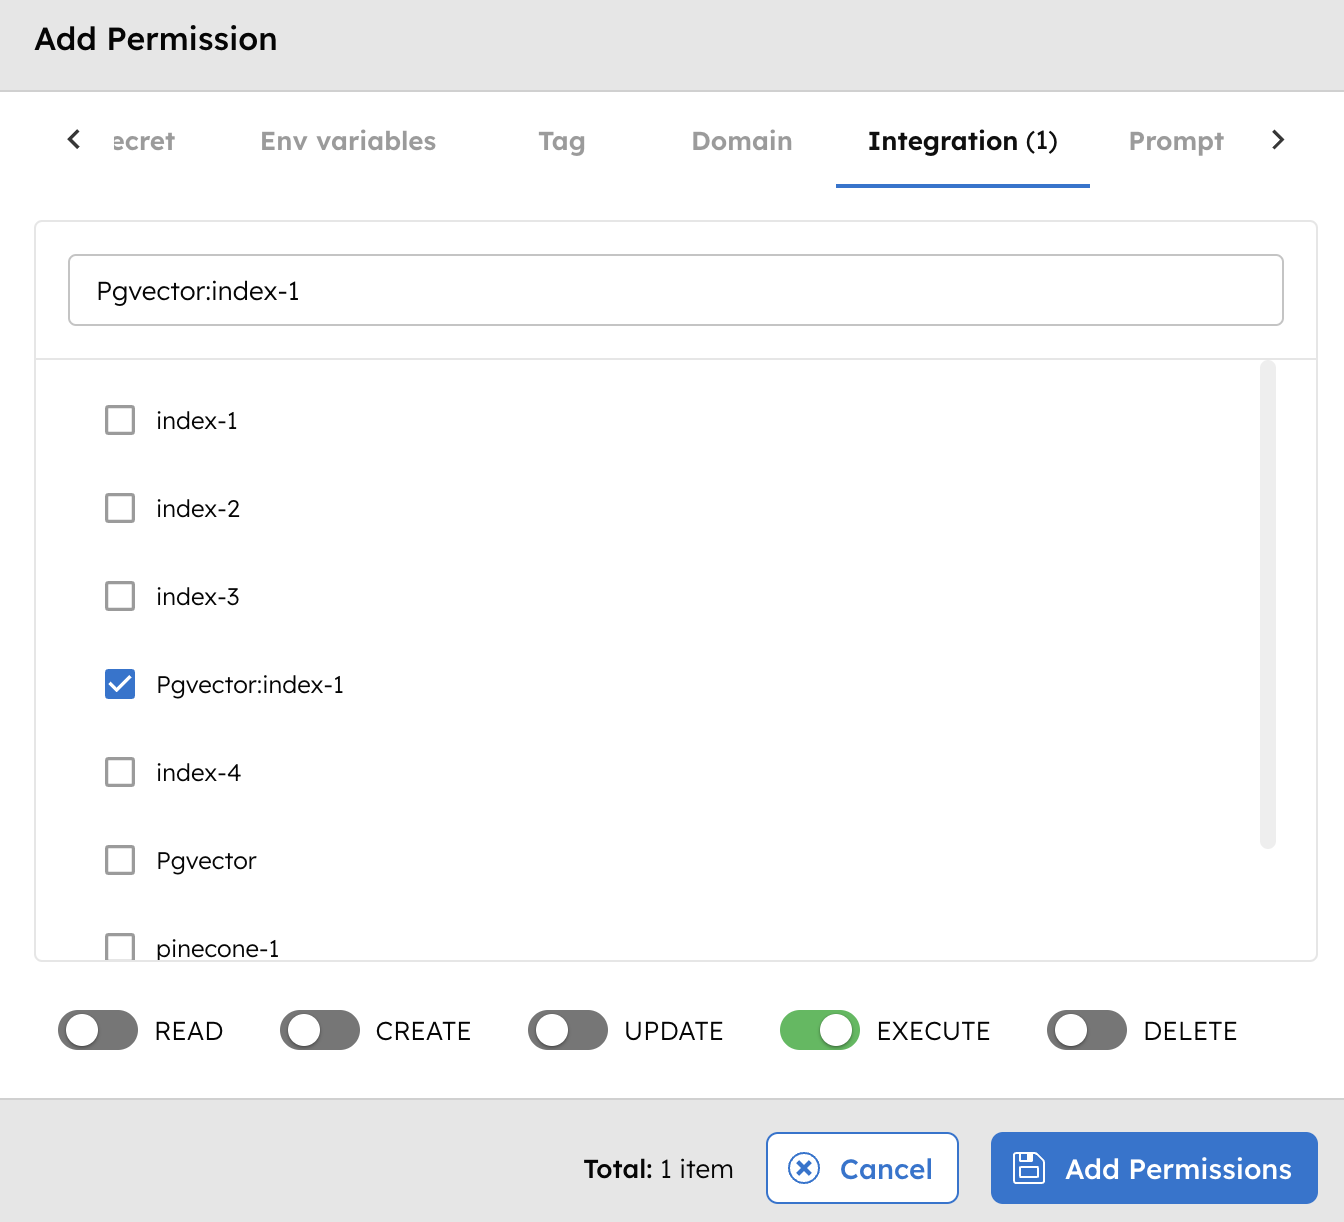 Add Permission
ecret Env variables Tag Domain Integration (1) Prompt
Pgvector:index-1
index-1
index-2
index-3
Pgvector:index-1
index-4
Pgvector
pinecone-1
READ CREATE UPDATE EXECUTE DELETE
Total: 1 item Cancel Add Permissions